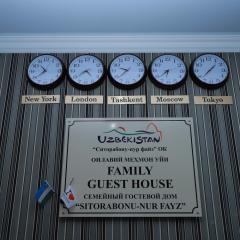 New York London Tashkent Moscow Tokyo
UZBEKISTAN
"Ситорабону-нур файз" ОК
ОИЛАВИЙ МЕХМОН УЙИ
FAMILY
GUEST HOUSE
СЕМЕЙНЫЙ ГОСТЕВОЙ ДОМ
"SITORABONU-NUR FAYZ"